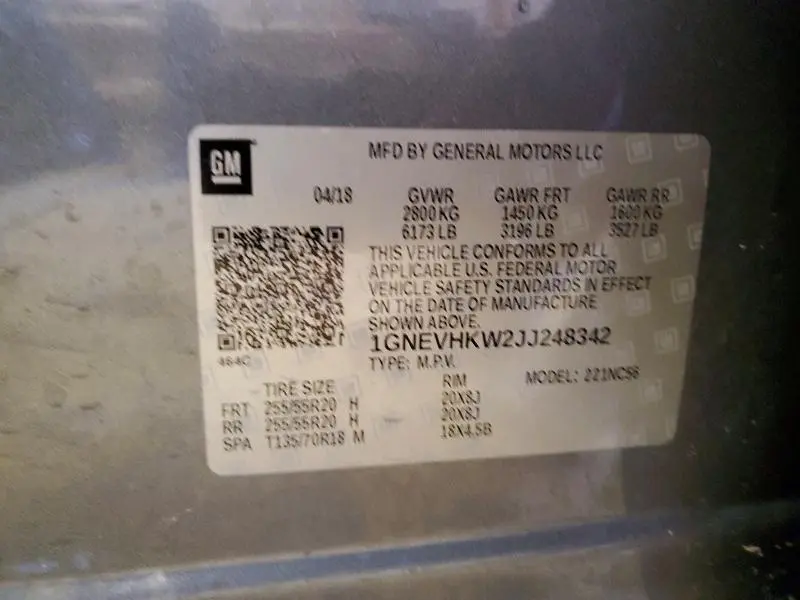 GM
MFD BY GENERAL MOTORS LLC
04/18 GVWR GAWR FRT GAWR RR
2800 KG 1450 KG 1600 KG
6173 LB 3196 LB 3527 LB
THIS VEHICLE CONFORMS TO ALL
APPLICABLE U.S. FEDERAL MOTOR
VEHICLE SAFETY STANDARDS IN EFFECT
ON THE DATE OF MANUFACTURE
SHOWN ABOVE.
1GNEVHKW2JJ248342
464C
TYPE: M.P.V. MODEL: 221NC56
TIRE SIZE RIM
FRT 255/55R20 H 20X8J
RR 255/55R20 H 20X8J
SPA T135/70R18 M 18X4.5B